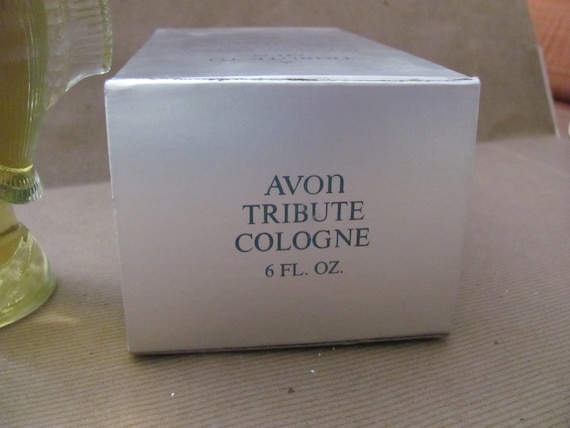 AVON
TRIBUTE
COLOGNE
6 FL. OZ.